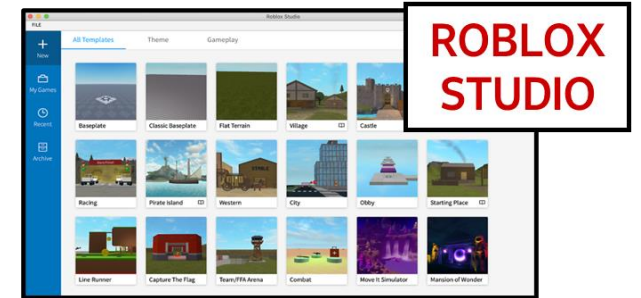 Roblox Studio
FILE
New
My Games
Recent
Archive
All Templates Theme Gameplay
Baseplate Classic Baseplate Flat Terrain Village Castle
Racing Pirate Island Western City Obby Starting Place
Line Runner Capture The Flag Team/FFA Arena Combat Move It Simulator Mansion of Wonder
ROBLOX
STUDIO